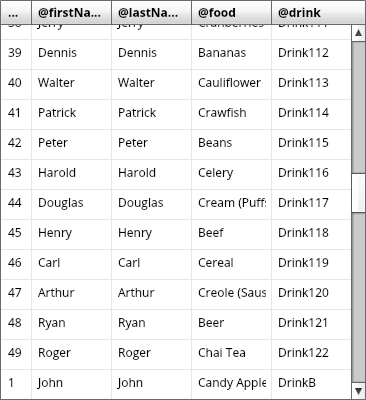 ... @firstNa... @lastNa... @food @drink
38 Jerry Jerry Cranberries Drink111
39 Dennis Dennis Bananas Drink112
40 Walter Walter Cauliflower Drink113
41 Patrick Patrick Crawfish Drink114
42 Peter Peter Beans Drink115
43 Harold Harold Celery Drink116
44 Douglas Douglas Cream (Puffs Drink117
45 Henry Henry Beef Drink118
46 Carl Carl Cereal Drink119
47 Arthur Arthur Creole (Saus Drink120
48 Ryan Ryan Beer Drink121
49 Roger Roger Chai Tea Drink122
1 John John Candy Apple DrinkB